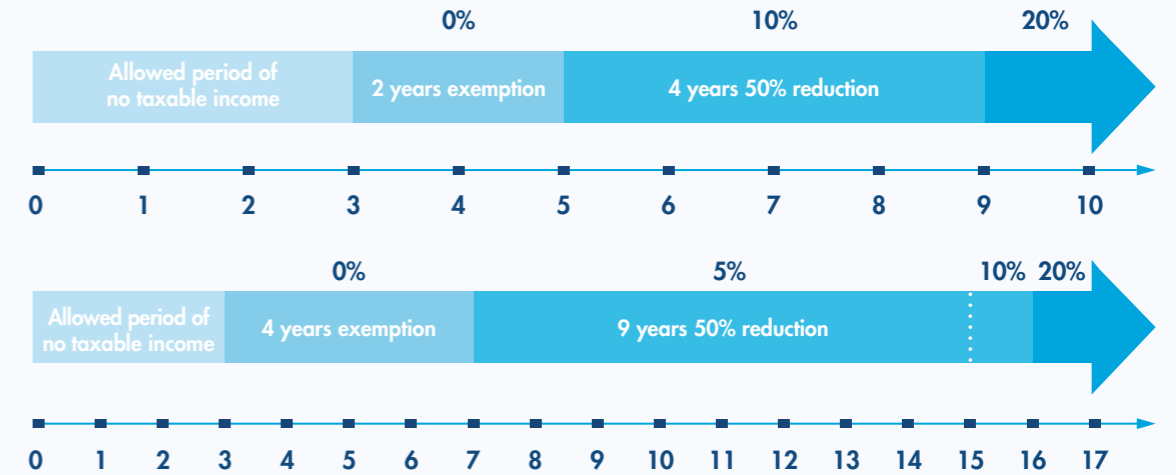 0% 10% 20%
Allowed period of
no taxable income
2 years exemption 4 years 50% reduction
0 1 2 3 4 5 6 7 8 9 10
0% 5% 10% 20%
Allowed period of
no taxable income
4 years exemption 9 years 50% reduction
0 1 2 3 4 5 6 7 8 9 10 11 12 13 14 15 16 17